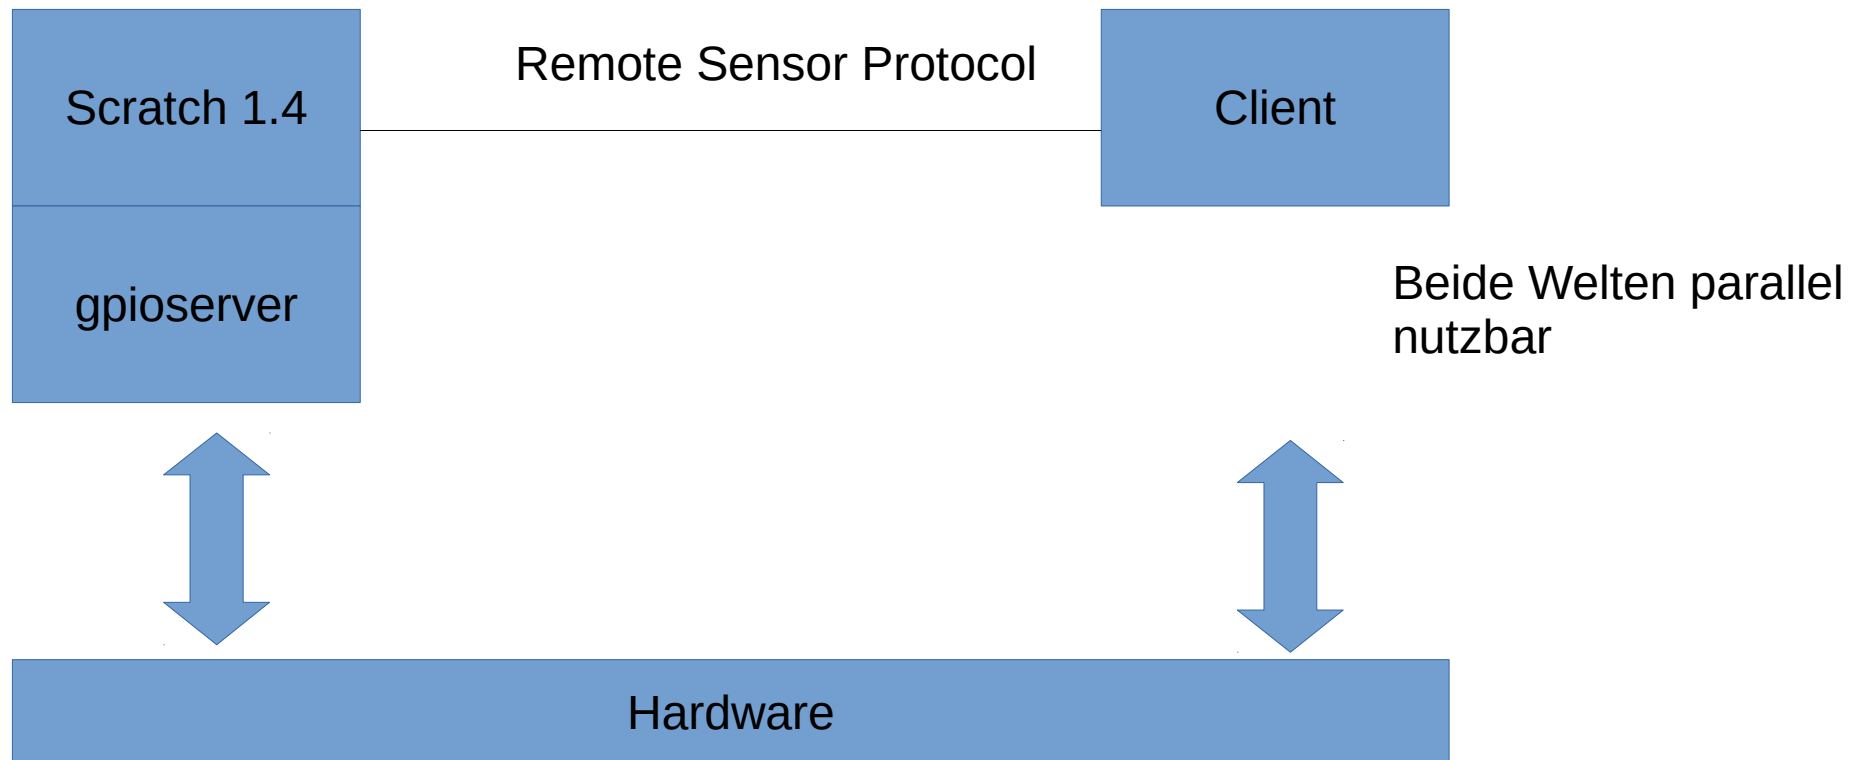 Remote Sensor Protocol
Scratch 1.4
Client
gpioserver
Beide Welten parallel
nutzbar
Hardware